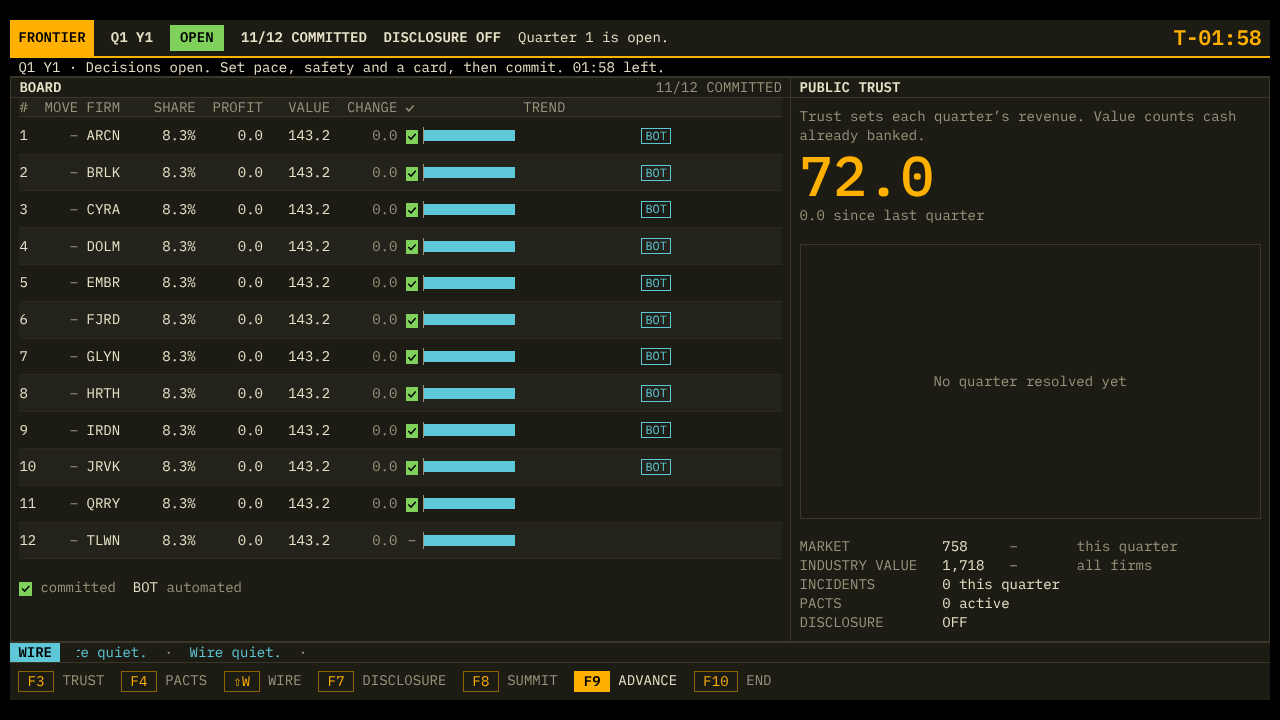 FRONTIER Q1 Y1 OPEN 11/12 COMMITTED DISCLOSURE OFF Quarter 1 is open. T-01:58
Q1 Y1 · Decisions open. Set pace, safety and a card, then commit. 01:58 left.
BOARD 11/12 COMMITTED
# MOVE FIRM SHARE PROFIT VALUE CHANGE ✓ TREND
1 – ARCN 8.3% 0.0 143.2 0.0 ✓ BOT
2 – BRLK 8.3% 0.0 143.2 0.0 ✓ BOT
3 – CYRA 8.3% 0.0 143.2 0.0 ✓ BOT
4 – DOLM 8.3% 0.0 143.2 0.0 ✓ BOT
5 – EMBR 8.3% 0.0 143.2 0.0 ✓ BOT
6 – FJRD 8.3% 0.0 143.2 0.0 ✓ BOT
7 – GLYN 8.3% 0.0 143.2 0.0 ✓ BOT
8 – HRTH 8.3% 0.0 143.2 0.0 ✓ BOT
9 – IRDN 8.3% 0.0 143.2 0.0 ✓ BOT
10 – JRVK 8.3% 0.0 143.2 0.0 ✓ BOT
11 – QRRY 8.3% 0.0 143.2 0.0 ✓
12 – TLWN 8.3% 0.0 143.2 0.0 –
✓ committed BOT automated
PUBLIC TRUST
Trust sets each quarter’s revenue. Value counts cash
already banked.
72.0
0.0 since last quarter
No quarter resolved yet
MARKET 758 – this quarter
INDUSTRY VALUE 1,718 – all firms
INCIDENTS 0 this quarter
PACTS 0 active
DISCLOSURE OFF
WIRE e quiet. · Wire quiet. ·
F3 TRUST F4 PACTS ⇧W WIRE F7 DISCLOSURE F8 SUMMIT F9 ADVANCE F10 END